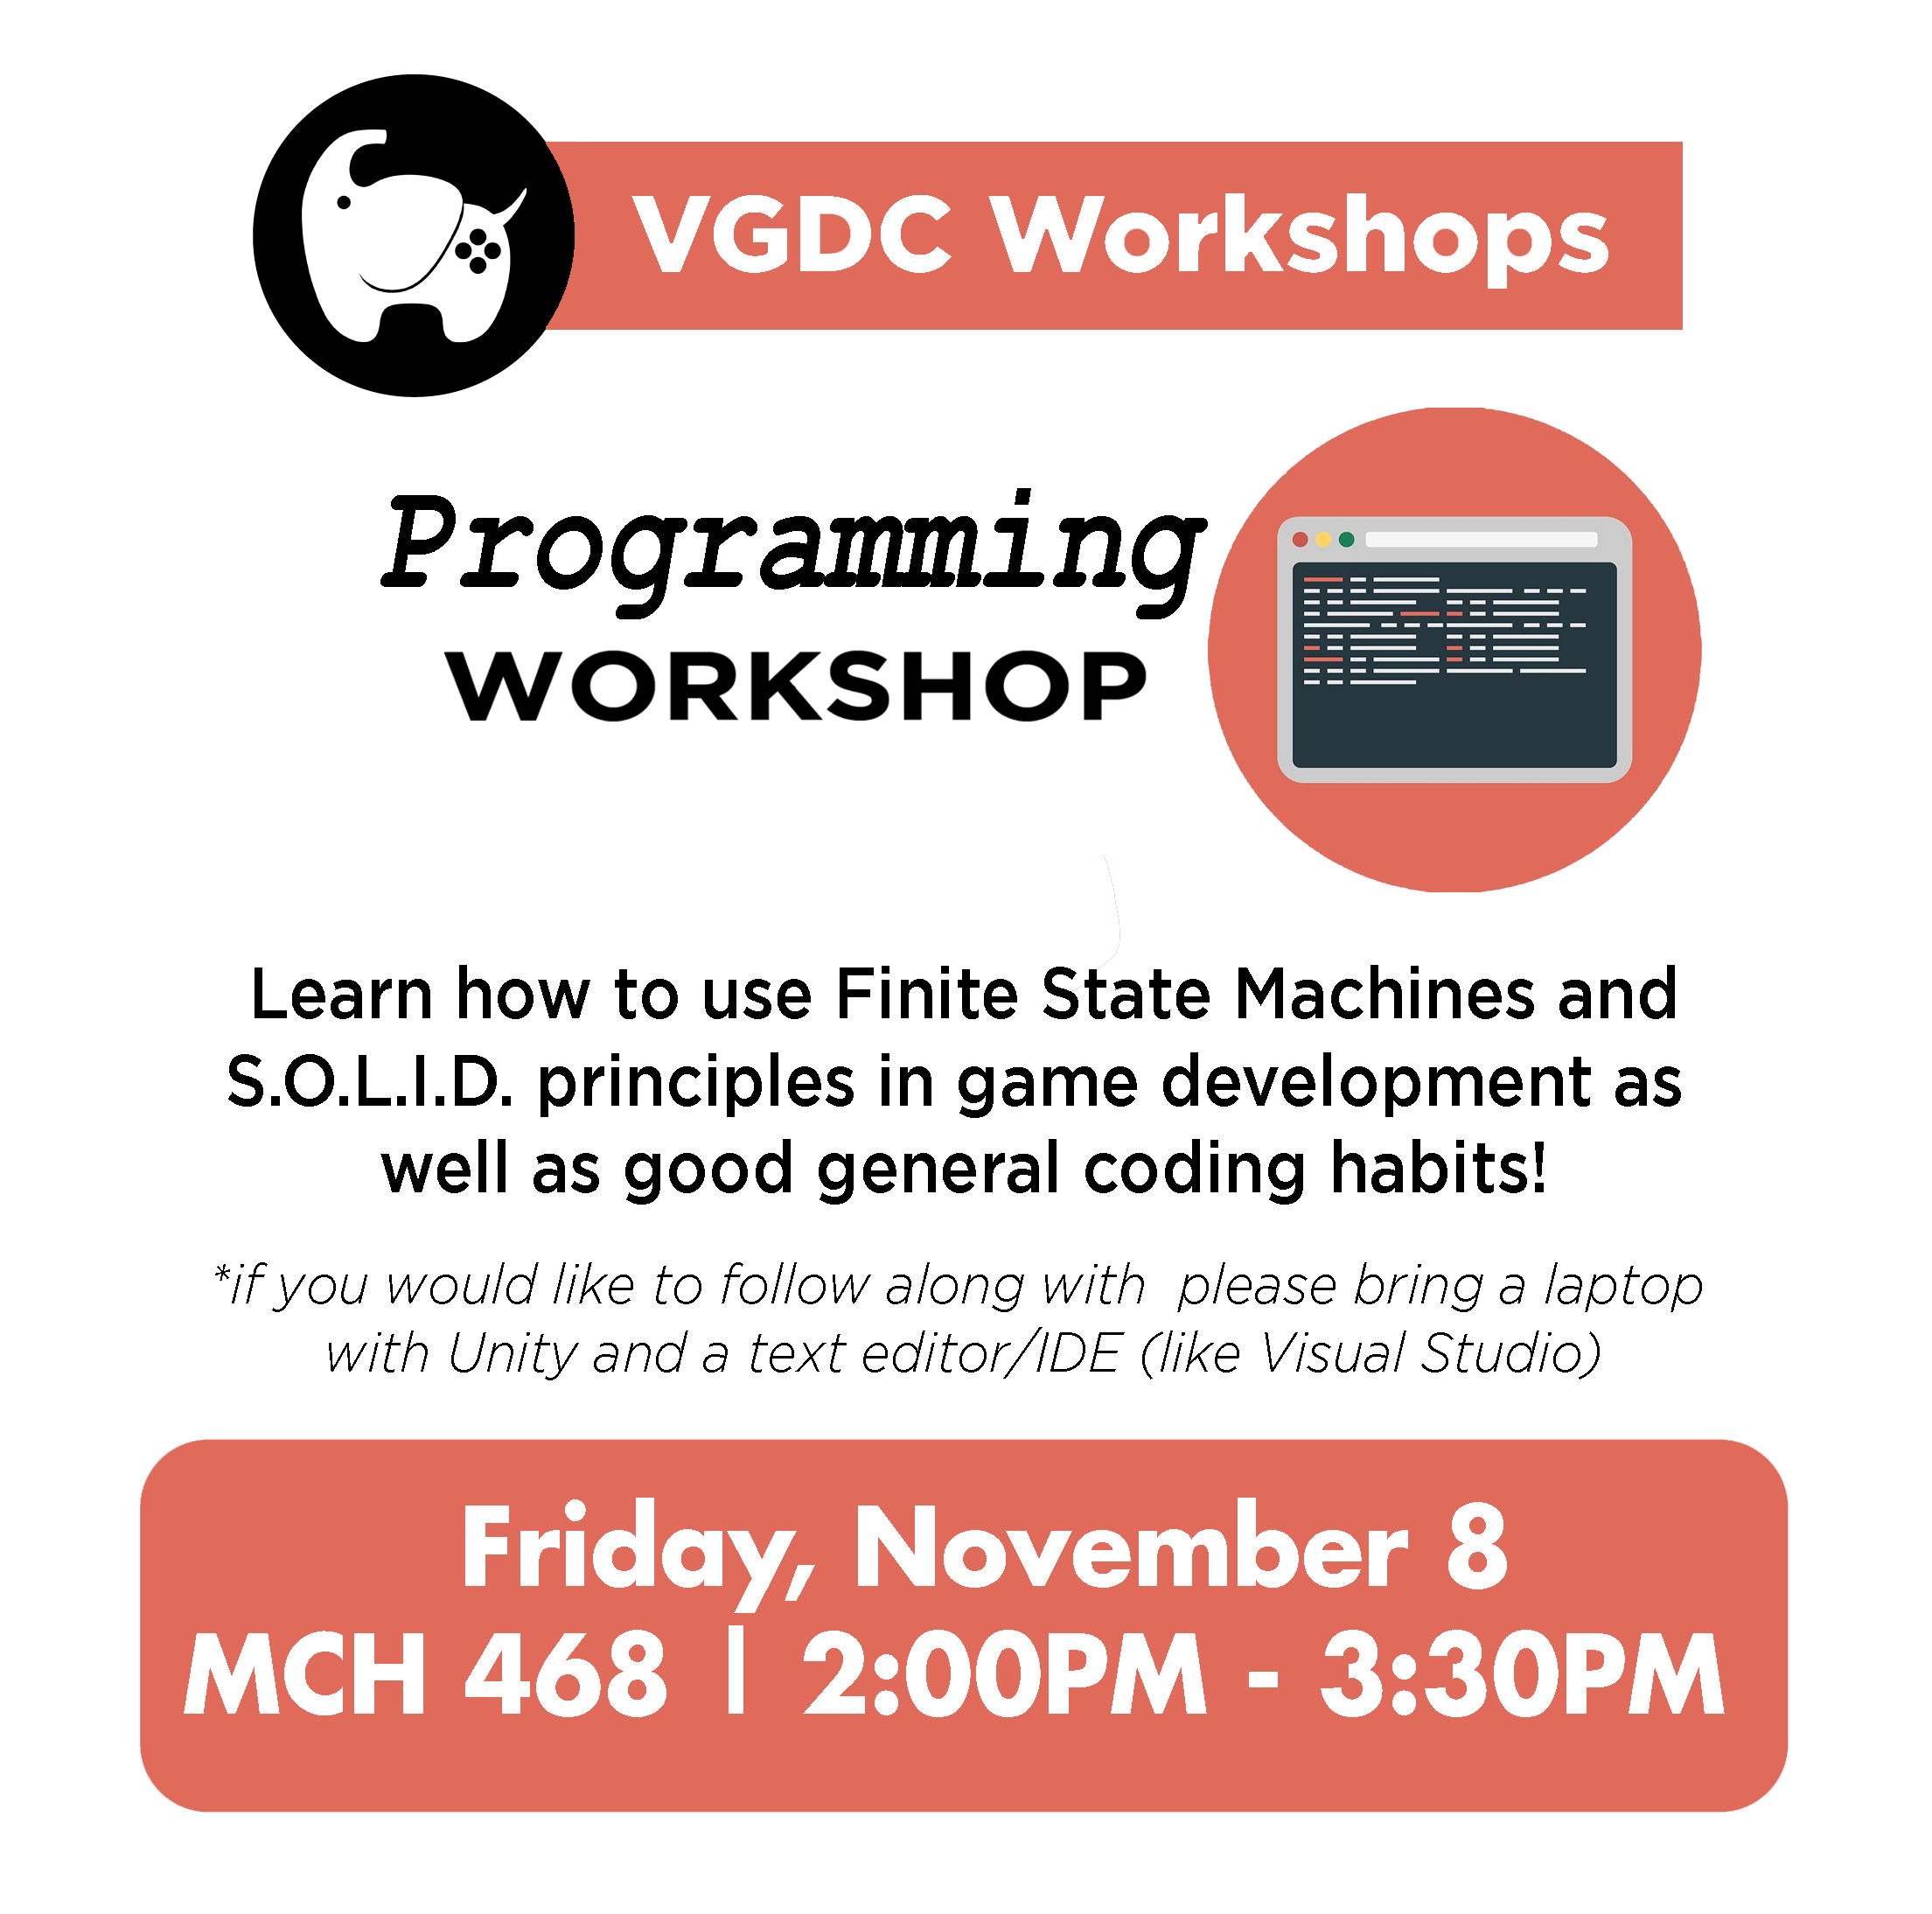 VGDC Workshops
Programming
WORKSHOP
Learn how to use Finite State Machines and
S.O.L.I.D. principles in game development as
well as good general coding habits!
*if you would like to follow along with  please bring a laptop
with Unity and a text editor/IDE (like Visual Studio)
Friday, November 8
MCH 468 | 2:00PM - 3:30PM